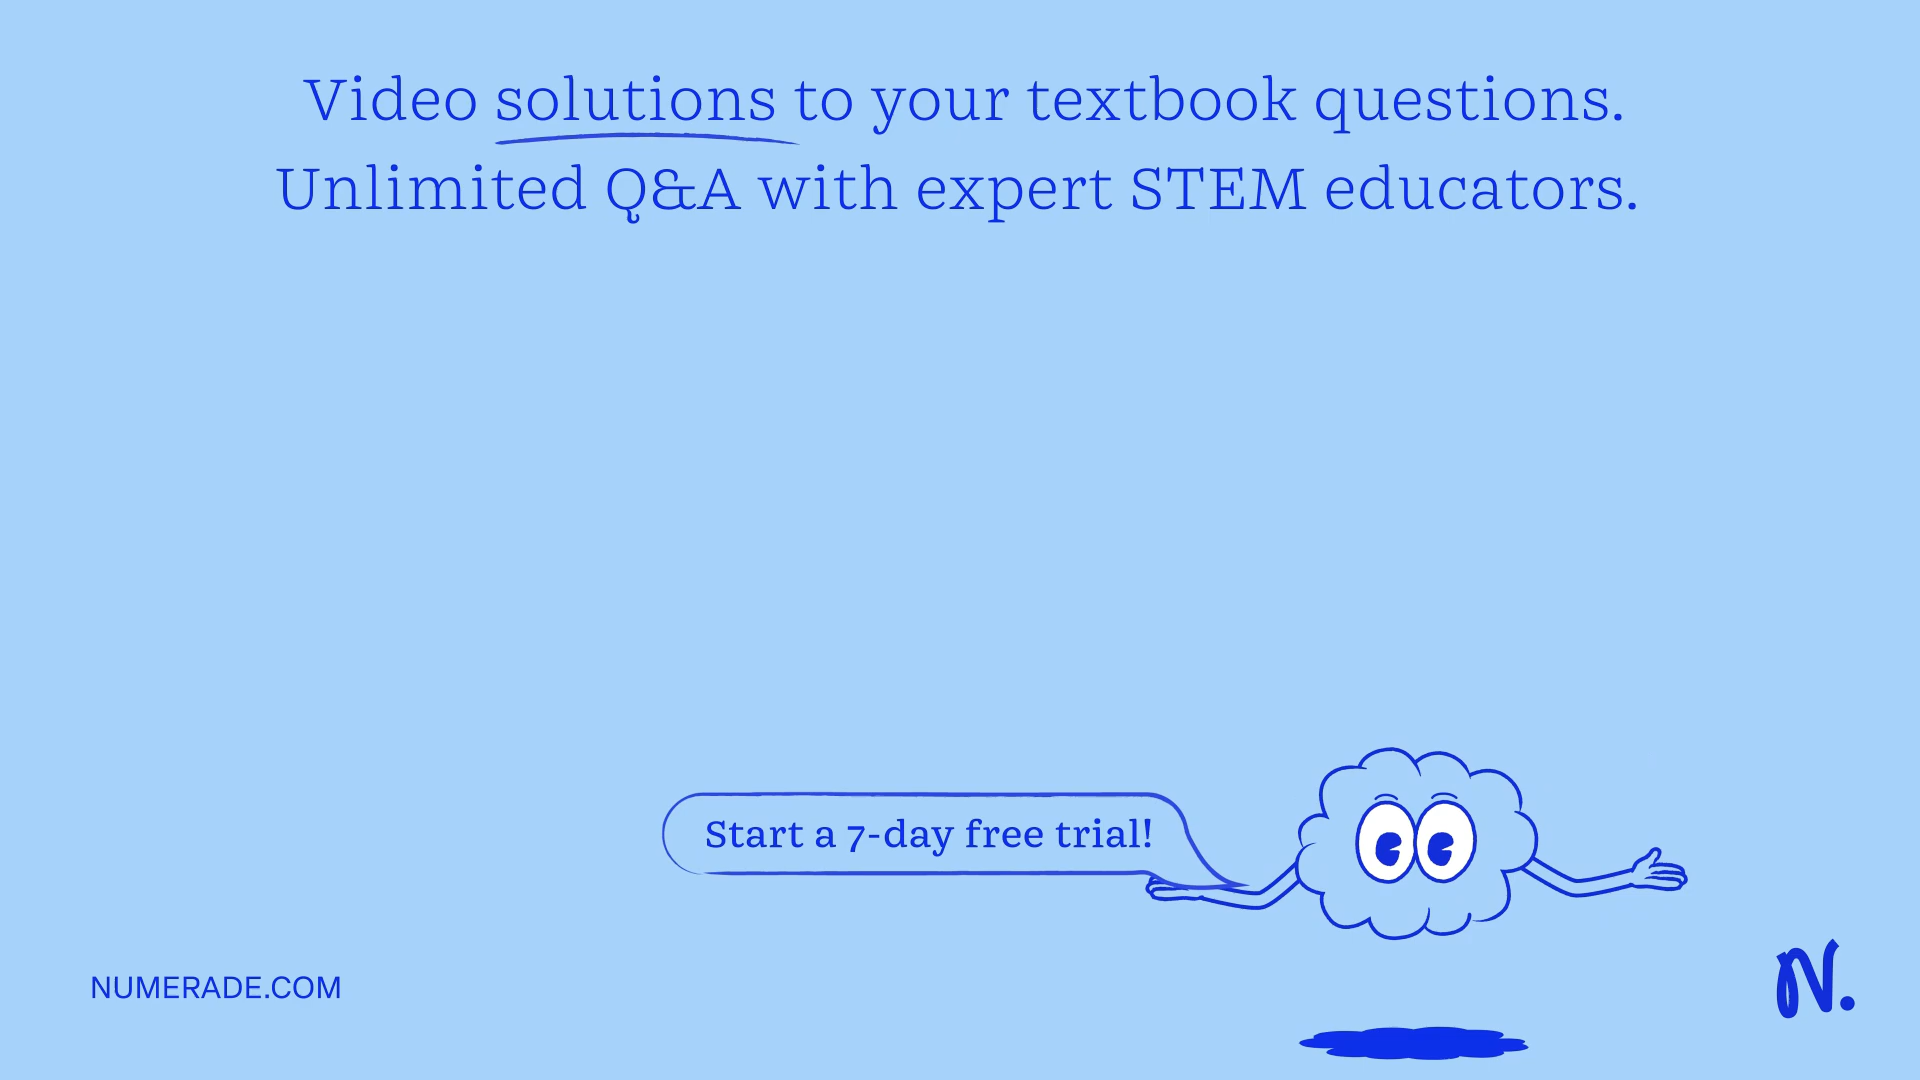 Video solutions to your textbook questions.
Unlimited Q&A with expert STEM educators.
Start a 7-day free trial!
NUMERADE.COM
N.